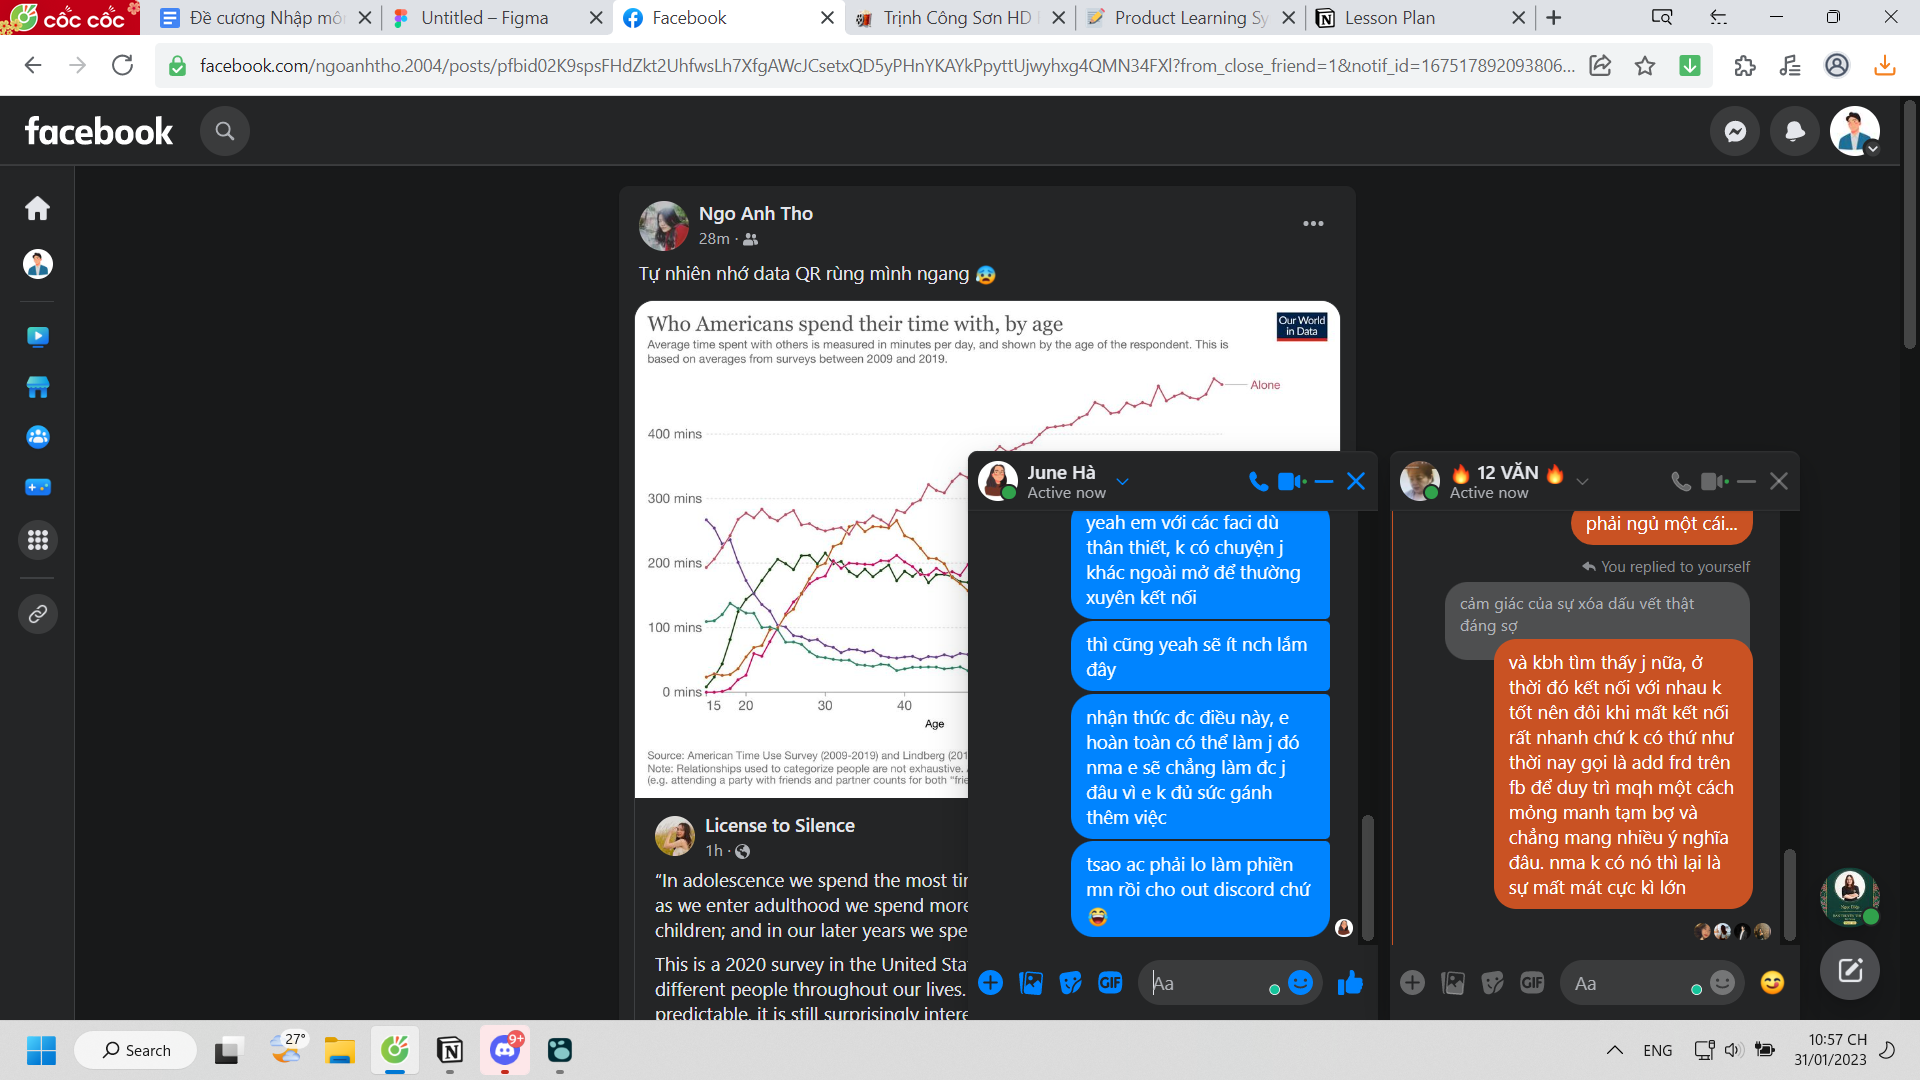 cốc cốc
Đề cương Nhập mô
Untitled – Figma
Facebook
Trịnh Công Sơn HD
Product Learning Sy
Lesson Plan
facebook.com/ngoanhtho.2004/posts/pfbid02K9spsFHdZkt2UhfwsLh7XfgAWcJCsetxQD5yPHnYKAYkPpyttUjwyhxg4QMN34FXl?from_close_friend=1&notif_id=167517892093806...
facebook
Ngo Anh Tho
28m ·
Tự nhiên nhớ data QR rùng mình ngang 😰
Who Americans spend their time with, by age
Average time spent with others is measured in minutes per day, and shown by the age of the respondent. This is
based on averages from surveys between 2009 and 2019.
Our World
in Data
Alone
400 mins
300 mins
200 mins
100 mins
0 mins
15 20 30 40
Age
Source: American Time Use Survey (2009-2019) and Lindberg (201
Note: Relationships used to categorize people are not exhaustive.
(e.g. attending a party with friends and partner counts for both "frie
License to Silence
1h ·
“In adolescence we spend the most tim
as we enter adulthood we spend more
children; and in our later years we spe
This is a 2020 survey in the United Sta
different people throughout our lives.
predictable, it is still surprisingly intere
June Hà
Active now
yeah em với các faci dù
thân thiết, k có chuyện j
khác ngoài mở để thường
xuyên kết nối
thì cũng yeah sẽ ít nch lắm
đây
nhận thức đc điều này, e
hoàn toàn có thể làm j đó
nma e sẽ chẳng làm đc j
đâu vì e k đủ sức gánh
thêm việc
tsao ac phải lo làm phiền
mn rồi cho out discord chứ
😂
GIF
Aa
🔥 12 VĂN 🔥
Active now
phải ngủ một cái...
You replied to yourself
cảm giác của sự xóa dấu vết thật
đáng sợ
và kbh tìm thấy j nữa, ở
thời đó kết nối với nhau k
tốt nên đôi khi mất kết nối
rất nhanh chứ k có thứ như
thời nay gọi là add frd trên
fb để duy trì mqh một cách
mỏng manh tạm bợ và
chẳng mang nhiều ý nghĩa
đâu. nma k có nó thì lại là
sự mất mát cực kì lớn
GIF
Aa
Search
27°
9+
ENG
10:57 CH
31/01/2023